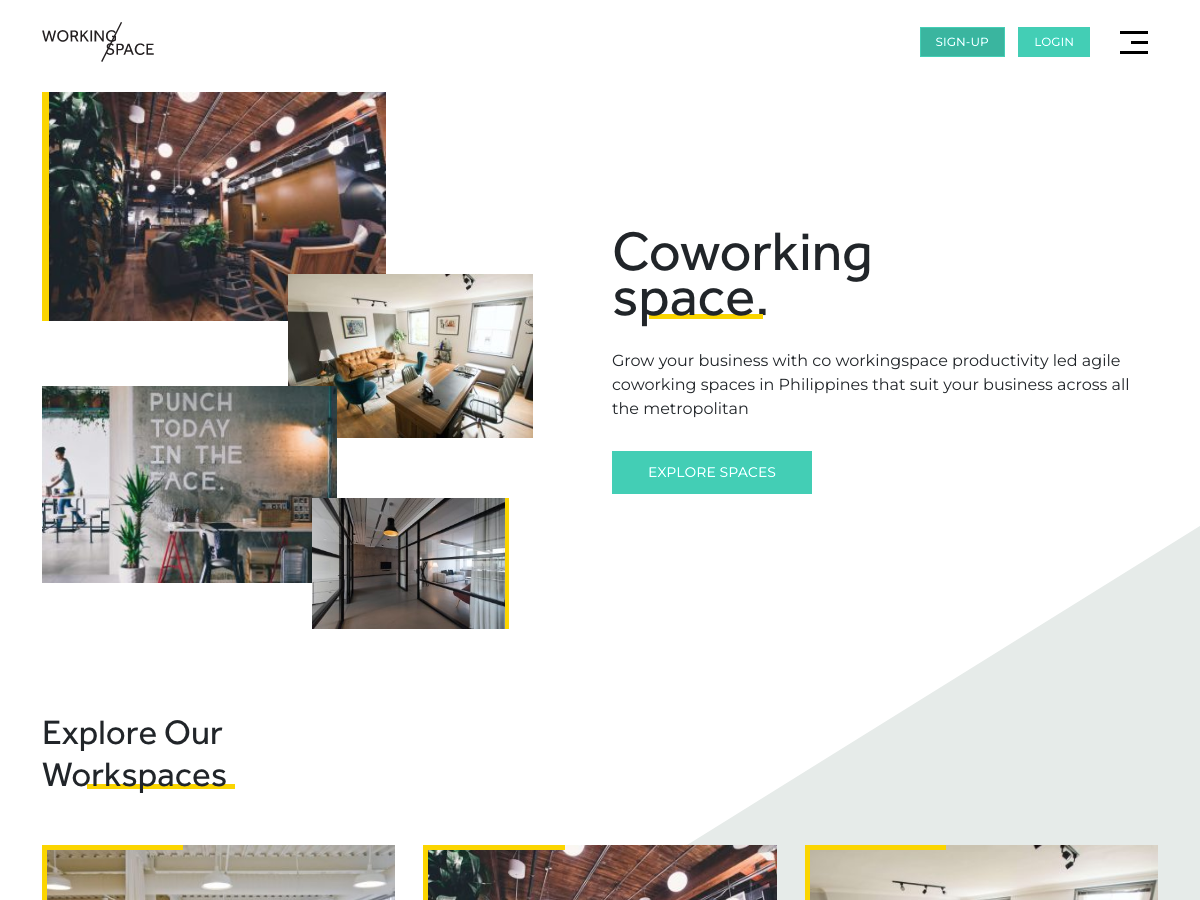 WORKING
SPACE
SIGN-UP
LOGIN
PUNCH
TODAY
IN THE
FACE.
Coworking
space.
Grow your business with co workingspace productivity led agile
coworking spaces in Philippines that suit your business across all
the metropolitan
EXPLORE SPACES
Explore Our
Workspaces